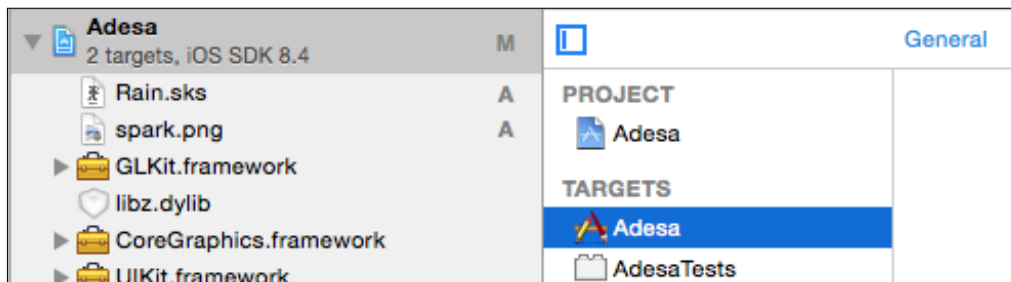 Adesa
2 targets, iOS SDK 8.4
M
Rain.sks
A
spark.png
A
GLKit.framework
libz.dylib
CoreGraphics.framework
UIKit.framework
General
PROJECT
Adesa
TARGETS
Adesa
AdesaTests